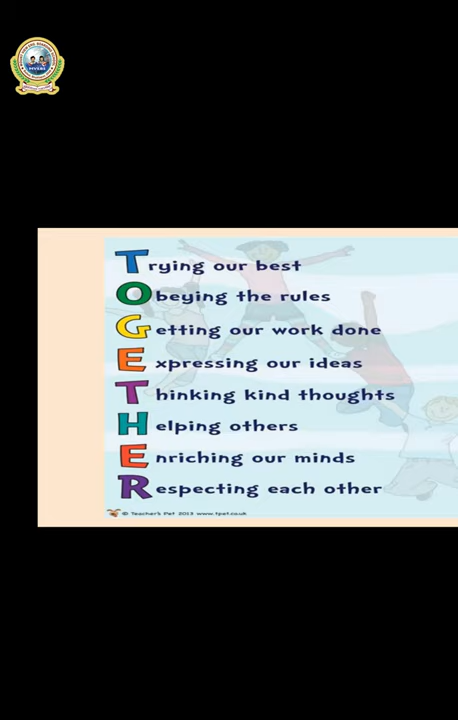 Trying our best
Obeying the rules
Getting our work done
Expressing our ideas
Thinking kind thoughts
Helping others
Enriching our minds
Respecting each other
© Teacher's Pet 2013 www.tpet.co.uk